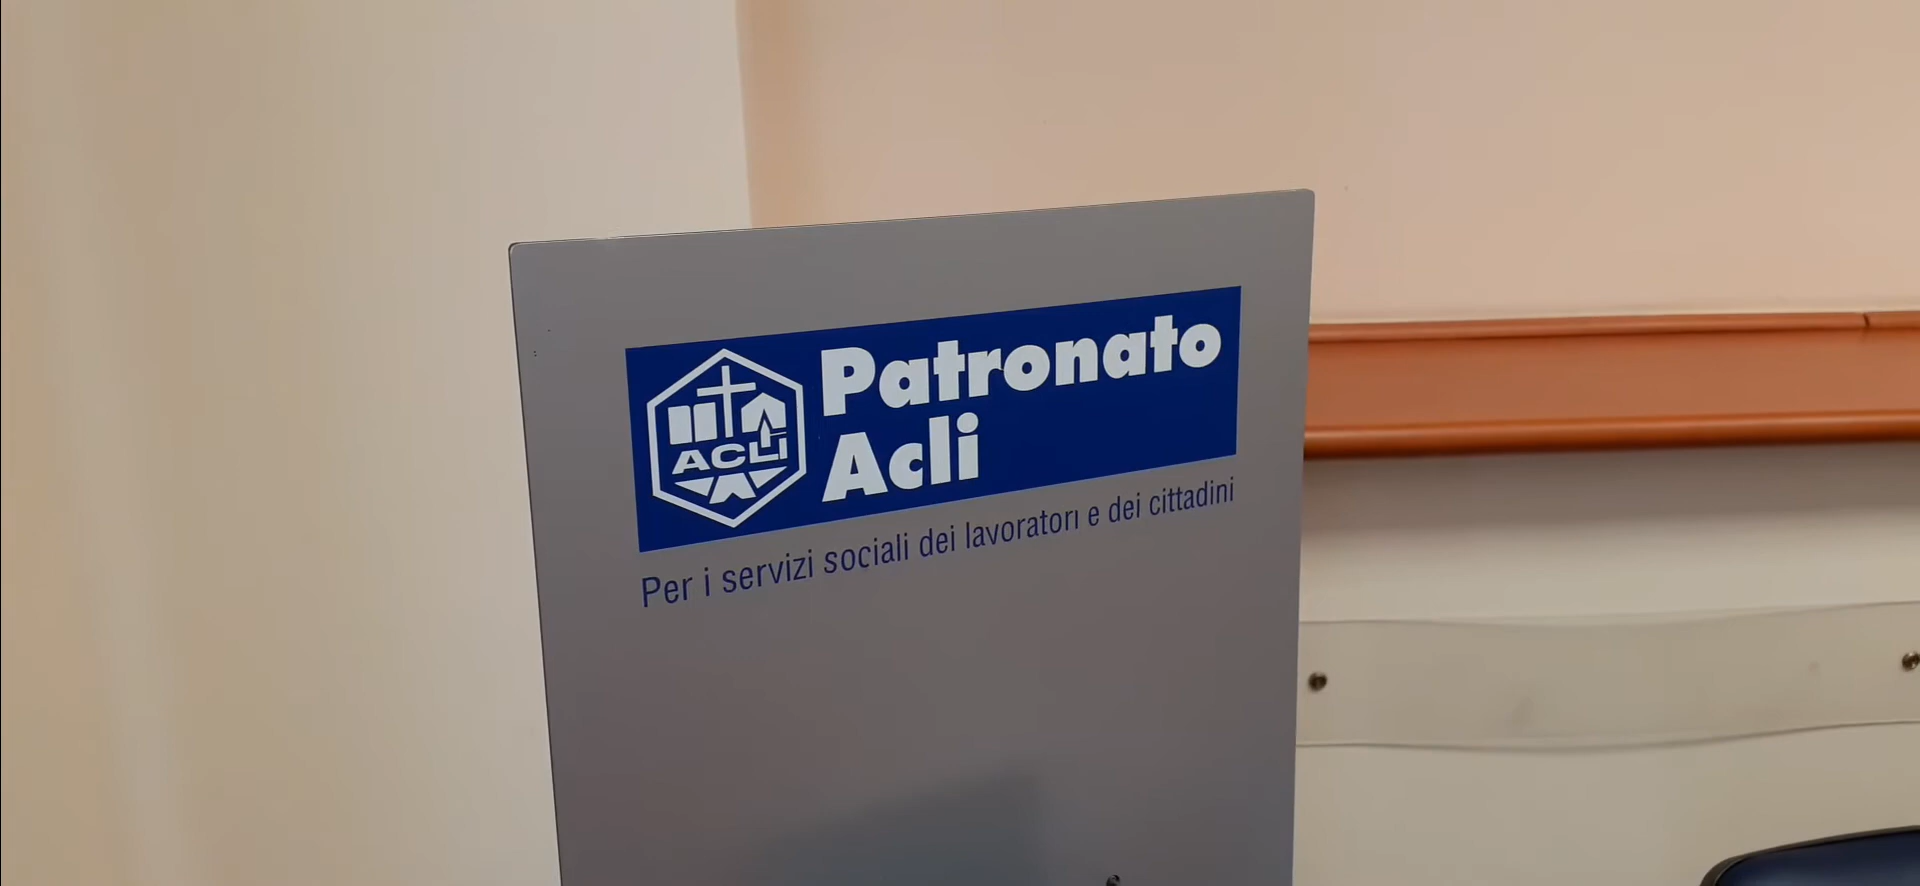 Patronato
Acli
ACLI
Per i servizi sociali dei lavoratori e dei cittadini